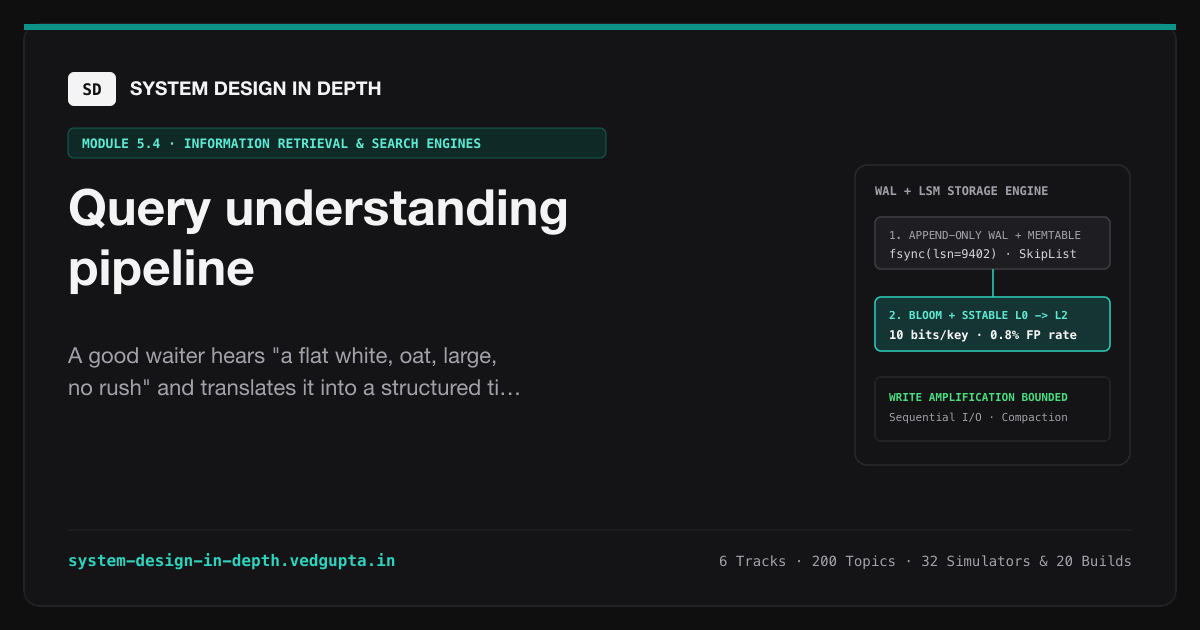 SD SYSTEM DESIGN IN DEPTH
MODULE 5.4 · INFORMATION RETRIEVAL & SEARCH ENGINES
Query understanding
pipeline
A good waiter hears "a flat white, oat, large,
no rush" and translates it into a structured ti…
WAL + LSM STORAGE ENGINE
1. APPEND-ONLY WAL + MEMTABLE
fsync(lsn=9402) · SkipList
2. BLOOM + SSTABLE L0 -> L2
10 bits/key · 0.8% FP rate
WRITE AMPLIFICATION BOUNDED
Sequential I/O · Compaction
system-design-in-depth.vedgupta.in
6 Tracks · 200 Topics · 32 Simulators & 20 Builds